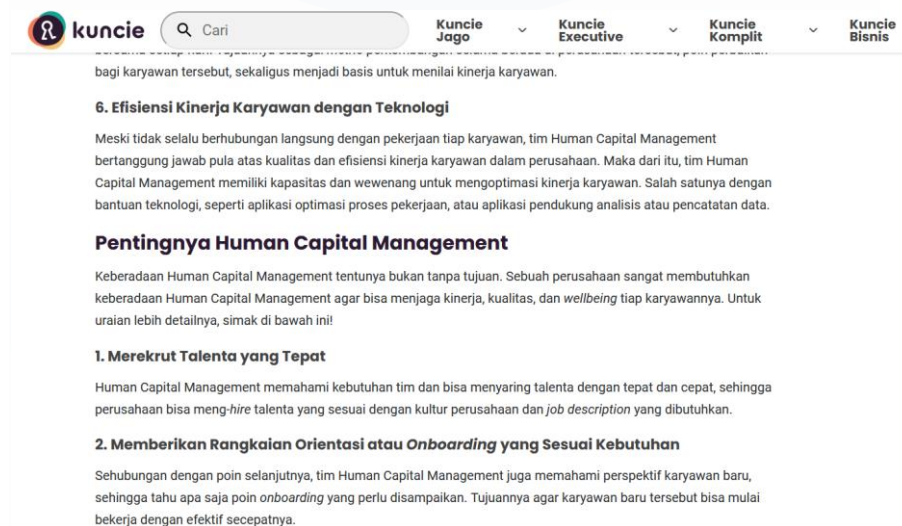 kuncie
Cari
Kuncie
Jago
Kuncie
Executive
Kuncie
Komplit
Kuncie
Bisnis
bagi karyawan tersebut, sekaligus menjadi basis untuk menilai kinerja karyawan.
6. Efisiensi Kinerja Karyawan dengan Teknologi
Meski tidak selalu berhubungan langsung dengan pekerjaan tiap karyawan, tim Human Capital Management
bertanggung jawab pula atas kualitas dan efisiensi kinerja karyawan dalam perusahaan. Maka dari itu, tim Human
Capital Management memiliki kapasitas dan wewenang untuk mengoptimasi kinerja karyawan. Salah satunya dengan
bantuan teknologi, seperti aplikasi optimasi proses pekerjaan, atau aplikasi pendukung analisis atau pencatatan data.
Pentingnya Human Capital Management
Keberadaan Human Capital Management tentunya bukan tanpa tujuan. Sebuah perusahaan sangat membutuhkan
keberadaan Human Capital Management agar bisa menjaga kinerja, kualitas, dan wellbeing tiap karyawannya. Untuk
uraian lebih detailnya, simak di bawah ini!
1. Merekrut Talenta yang Tepat
Human Capital Management memahami kebutuhan tim dan bisa menyaring talenta dengan tepat dan cepat, sehingga
perusahaan bisa meng-hire talenta yang sesuai dengan kultur perusahaan dan job description yang dibutuhkan.
2. Memberikan Rangkaian Orientasi atau Onboarding yang Sesuai Kebutuhan
Sehubungan dengan poin selanjutnya, tim Human Capital Management juga memahami perspektif karyawan baru,
sehingga tahu apa saja poin onboarding yang perlu disampaikan. Tujuannya agar karyawan baru tersebut bisa mulai
bekerja dengan efektif secepatnya.